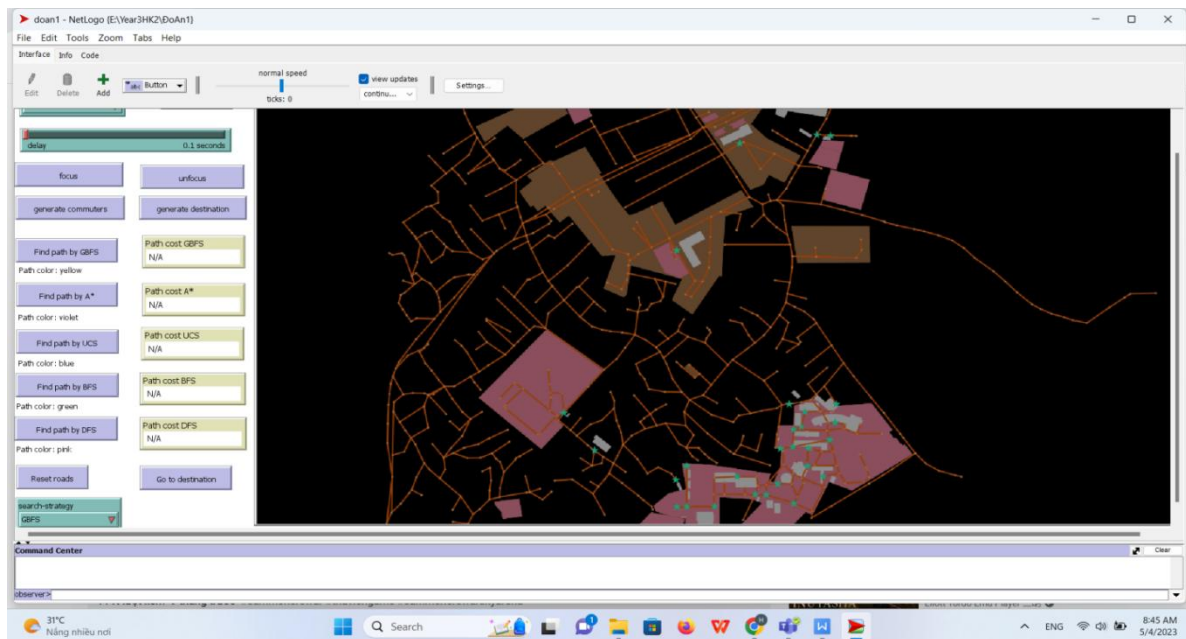 doan1 - NetLogo {E:\Year3HK2\ĐoAn1}
File Edit Tools Zoom Tabs Help
Interface Info Code
Edit Delete Add Button normal speed ticks: 0 view updates continu... Settings...
delay 0.1 seconds
focus unfocus
generate commuters generate destination
Find path by GBFS
Path cost GBFS
N/A
Path color: yellow
Find path by A*
Path cost A*
N/A
Path color: violet
Find path by UCS
Path cost UCS
N/A
Path color: blue
Find path by BFS
Path cost BFS
N/A
Path color: green
Find path by DFS
Path cost DFS
N/A
Path color: pink
Reset roads Go to destination
search-strategy
GBFS
Command Center Clear
observer>
31°C
Nắng nhiều nơi
Search
ENG
8:45 AM
5/4/2023